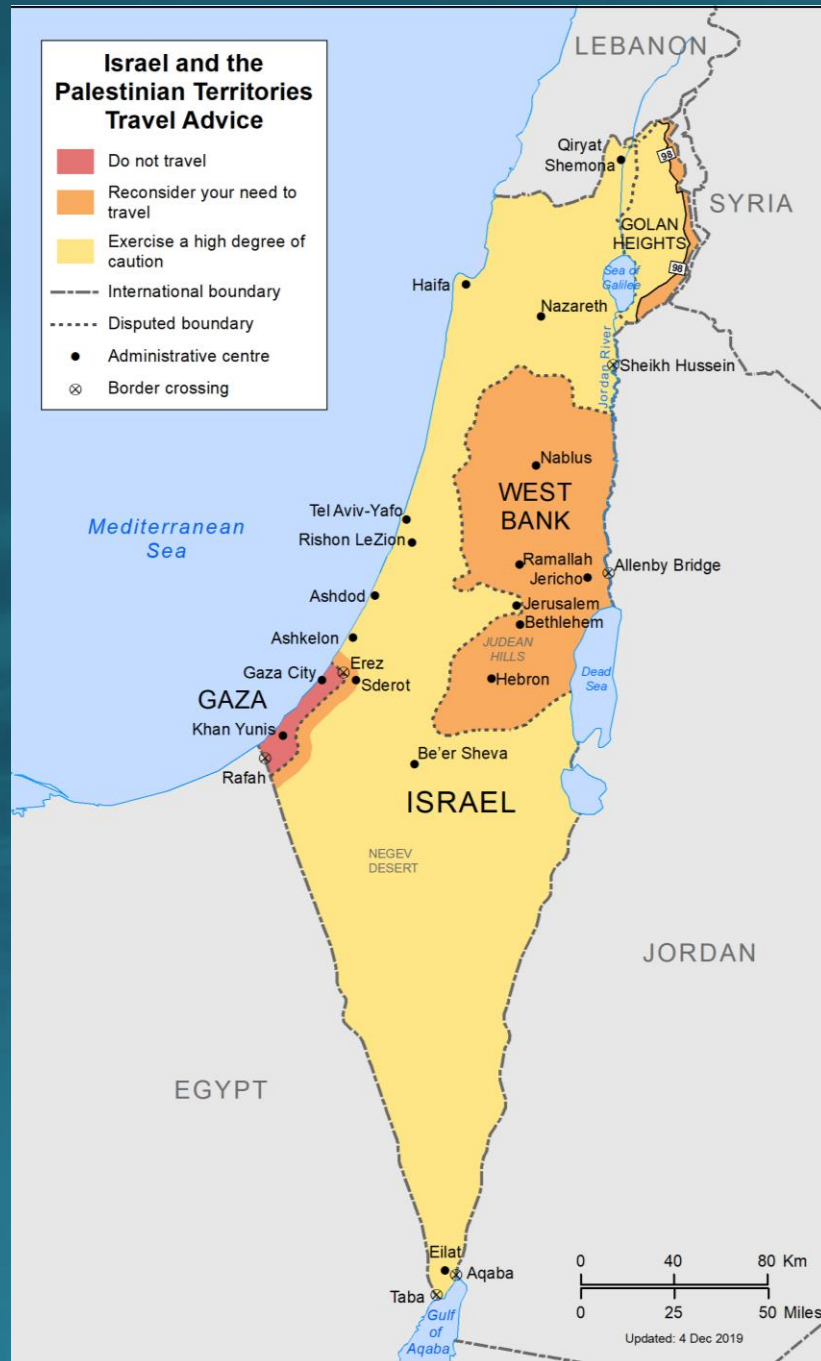 Israel and the
Palestinian Territories
Travel Advice
Do not travel
Reconsider your need to
travel
Exercise a high degree of
caution
International boundary
Disputed boundary
Administrative centre
Border crossing
LEBANON
Qiryat
Shemona
98
SYRIA
GOLAN
HEIGHTS
Sea of
Galilee
98
Haifa
Nazareth
Jordan River
Sheikh Hussein
Nablus
WEST
BANK
Tel Aviv-Yafo
Mediterranean
Sea
Rishon LeZion
Ramallah
Allenby Bridge
Jericho
Ashdod
Jerusalem
Bethlehem
Ashkelon
JUDEAN
HILLS
Erez
Gaza City
Sderot
Hebron
Dead
Sea
GAZA
Khan Yunis
Be'er Sheva
Rafah
ISRAEL
NEGEV
DESERT
JORDAN
EGYPT
Eilat
Aqaba
Taba
Gulf
of
Aqaba
0 40 80 Km
0 25 50 Miles
Updated: 4 Dec 2019